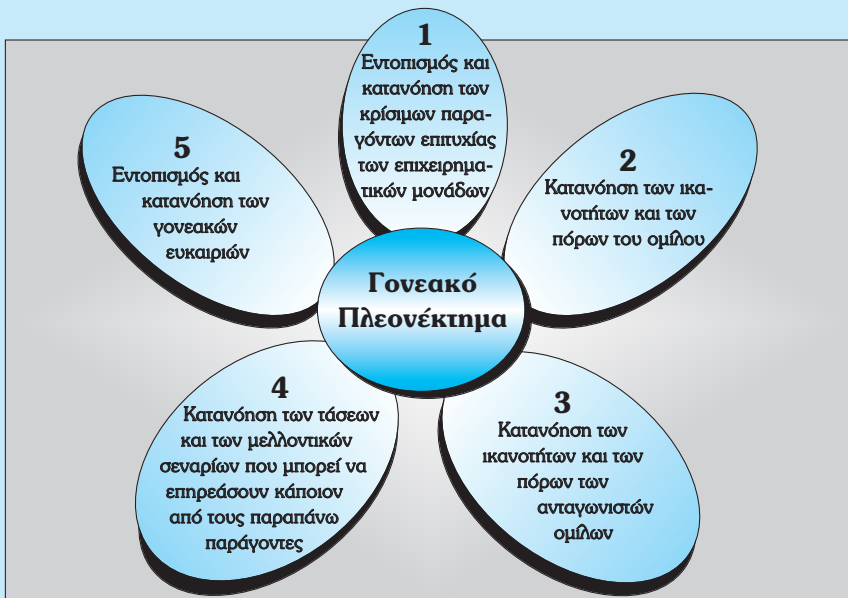 1
Εντοπισμός και
κατανόηση των
κρίσιμων παρα-
γόντων επιτυχίας
των επιχειρημα-
τικών μονάδων
2
Κατανόηση των ικα-
νοτήτων και των
πόρων του ομίλου
3
Κατανόηση των
ικανοτήτων και των
πόρων των
ανταγωνιστών
ομίλων
4
Κατανόηση των τάσεων
και των μελλοντικών
σεναρίων που μπορεί να
επηρεάσουν κάποιον
από τους παραπάνω
παράγοντες
5
Εντοπισμός και
κατανόηση των
γονεακών
ευκαιριών
Γονεακό
Πλεονέκτημα